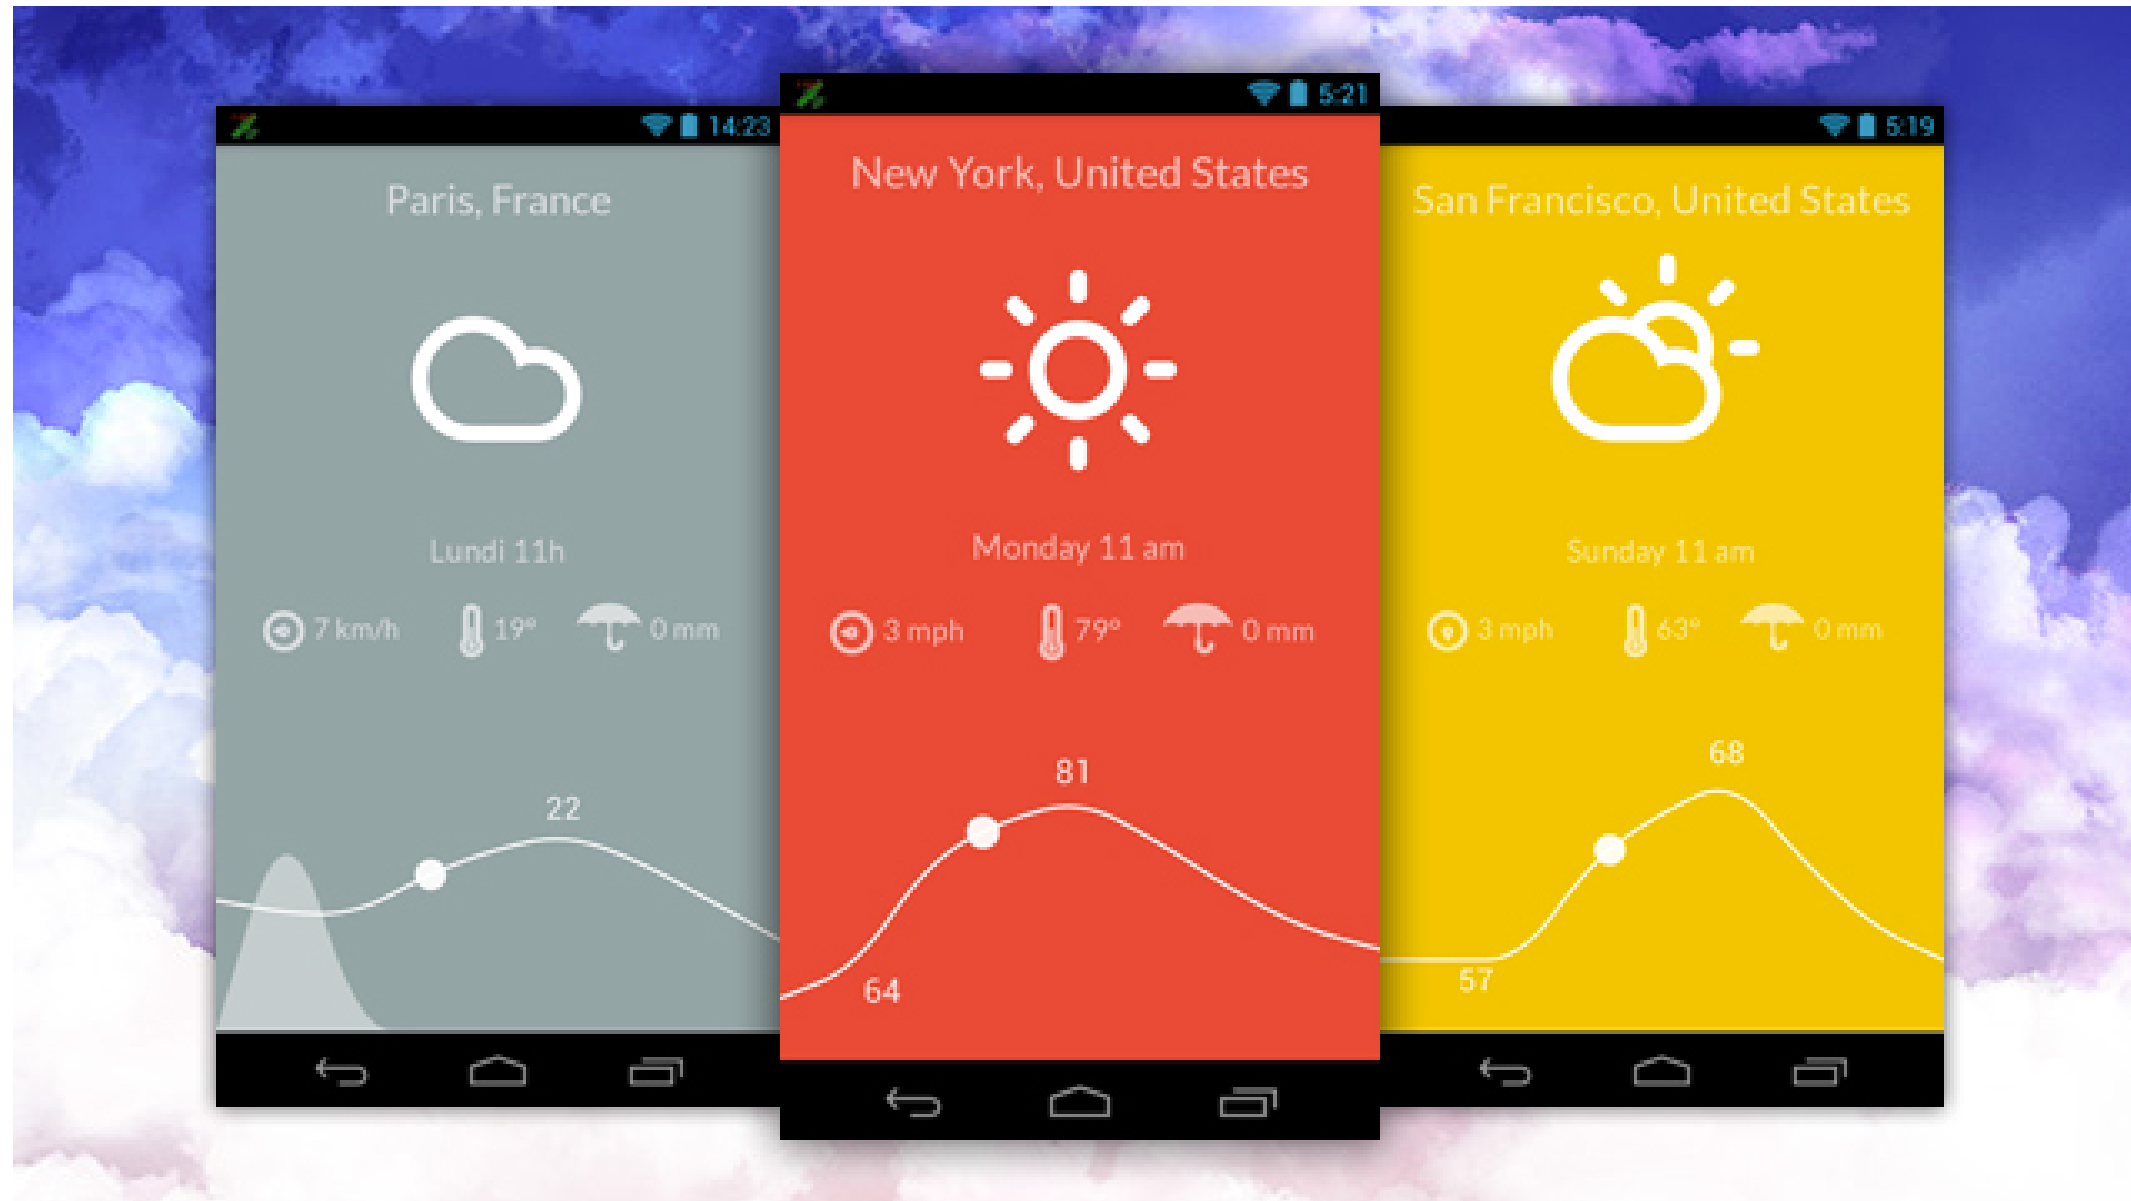 14:23
Paris, France
Lundi 11h
7 km/h 19° 0 mm
22
5:21
New York, United States
Monday 11 am
3 mph 79° 0 mm
81
64
5:19
San Francisco, United States
Sunday 11 am
3 mph 63° 0 mm
68
57